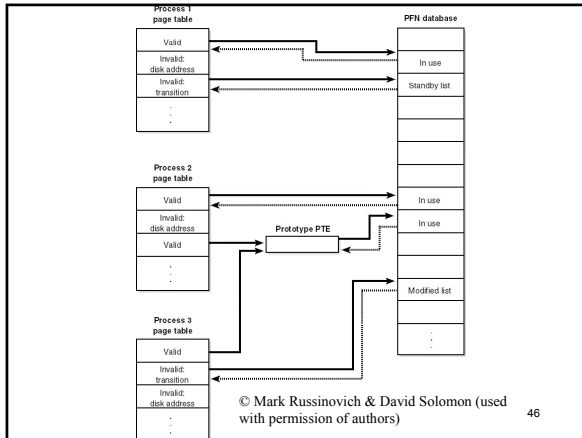 Process 1
page table
Valid
Invalid:
disk address
Invalid:
transition
.
.
.
Process 2
page table
Valid
Invalid:
disk address
Valid
.
.
.
Process 3
page table
Valid
Invalid:
transition
Invalid:
disk address
Prototype PTE
PFN database
In use
Standby list
In use
In use
Modified list
.
.
.
© Mark Russinovich & David Solomon (used
with permission of authors)
46